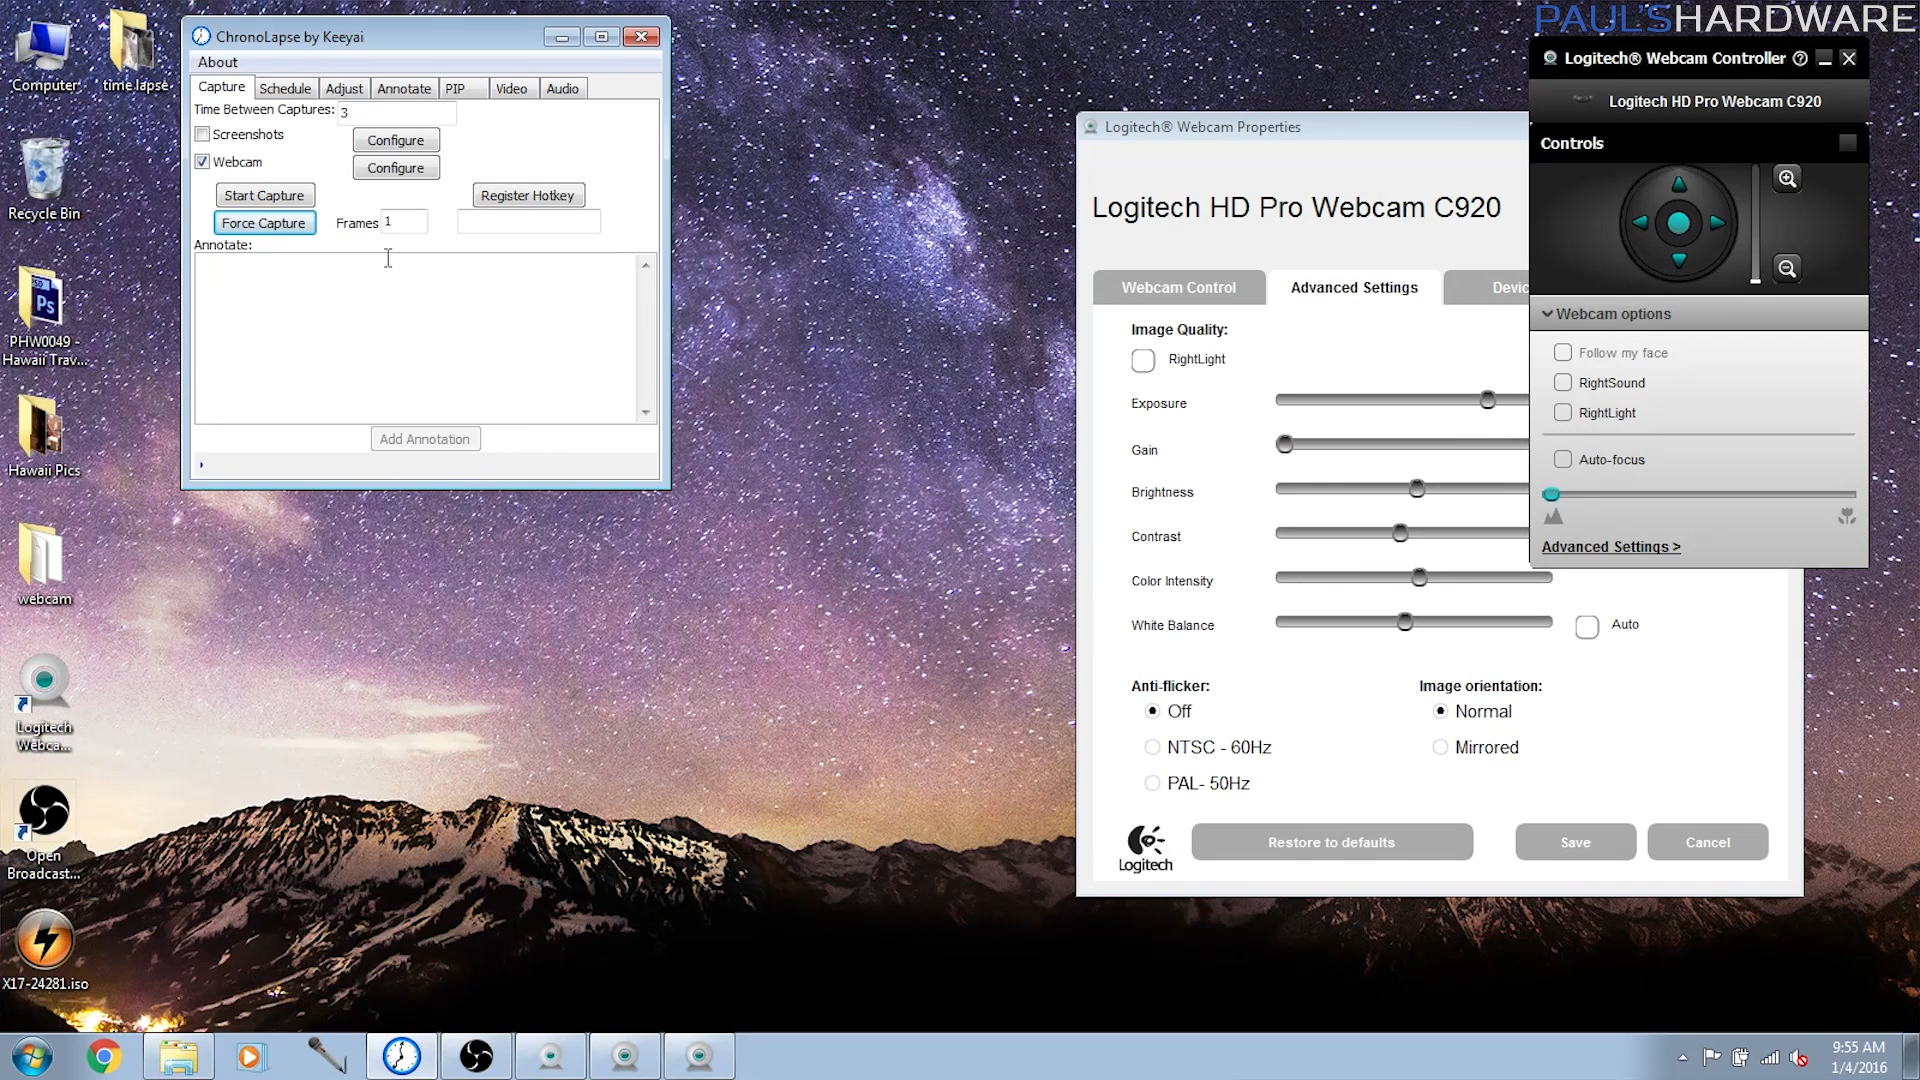 PAUL'SHARDWARE
Computer
time lapse
Recycle Bin
PSD
Ps
PHW0049 -
Hawaii Trav...
Hawaii Pics
webcam
Logitech
Webca...
Open
Broadcast...
X17-24281.iso
ChronoLapse by Keeyai
About
Capture
Schedule
Adjust
Annotate
PIP
Video
Audio
Time Between Captures:
3
Screenshots
Configure
Webcam
Configure
Start Capture
Register Hotkey
Force Capture
Frames
1
Annotate:
Add Annotation
Logitech® Webcam Properties
Logitech HD Pro Webcam C920
Webcam Control
Advanced Settings
Devic
Image Quality:
RightLight
Exposure
Gain
Brightness
Contrast
Color Intensity
White Balance
Auto
Anti-flicker:
Off
NTSC - 60Hz
PAL- 50Hz
Image orientation:
Normal
Mirrored
Logitech
Restore to defaults
Save
Cancel
Logitech® Webcam Controller
Logitech HD Pro Webcam C920
Controls
Webcam options
Follow my face
RightSound
RightLight
Auto-focus
Advanced Settings >
9:55 AM
1/4/2016